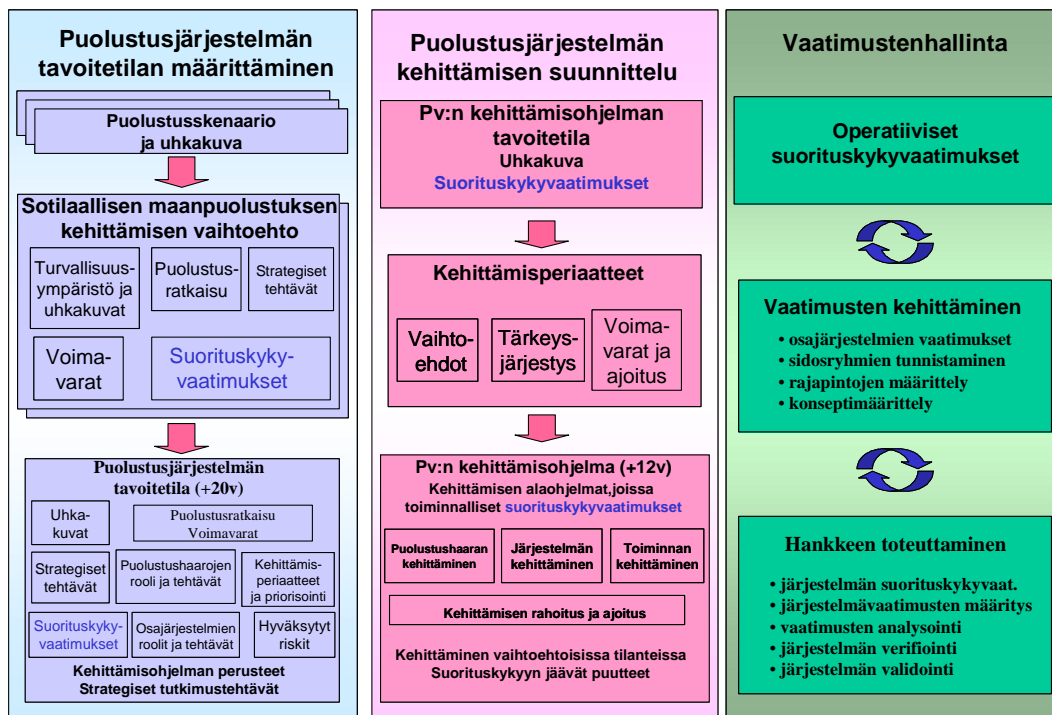 Puolustusjärjestelmän
tavoitetilan määrittäminen
Puolustusskenaario
ja uhkakuva
Sotilaallisen maanpuolustuksen
kehittämisen vaihtoehto
Turvallisuus-
ympäristö ja
uhkakuvat
Puolustus-
ratkaisu
Strategiset
tehtävät
Voima-
varat
Suorituskyky-
vaatimukset
Puolustusjärjestelmän
tavoitetila (+20v)
Uhka-
kuvat
Puolustusratkaisu
Voimavarat
Strategiset
tehtävät
Puolustushaarojen
rooli ja tehtävät
Kehittämis-
periaatteet
ja priorisointi
Suorituskyky-
vaatimukset
Osajärjestelmien
roolit ja tehtävät
Hyväksytyt
riskit
Kehittämisohjelman perusteet
Strategiset tutkimustehtävät
Puolustusjärjestelmän
kehittämisen suunnittelu
Pv:n kehittämisohjelman
tavoitetila
Uhkakuva
Suorituskykyvaatimukset
Kehittämisperiaatteet
Vaihto-
ehdot
Tärkeys-
järjestys
Voima-
varat ja
ajoitus
Pv:n kehittämisohjelma (+12v)
Kehittämisen alaohjelmat,joissa
toiminnalliset suorituskykyvaatimukset
Puolustushaaran
kehittäminen
Järjestelmän
kehittäminen
Toiminnan
kehittäminen
Kehittämisen rahoitus ja ajoitus
Kehittäminen vaihtoehtoisissa tilanteissa
Suorituskykyyn jäävät puutteet
Vaatimustenhallinta
Operatiiviset
suorituskykyvaatimukset
Vaatimusten kehittäminen
• osajärjestelmien vaatimukset
• sidosryhmien tunnistaminen
• rajapintojen määrittely
• konseptimäärittely
Hankkeen toteuttaminen
• järjestelmän suorituskykyvaat.
• järjestelmävaatimusten määritys
• vaatimusten analysointi
• järjestelmän verifiointi
• järjestelmän validointi